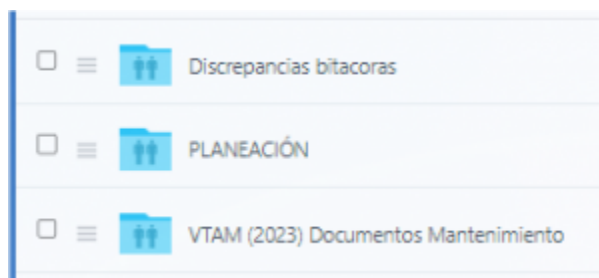 Discrepancias bitacoras
PLANEACIÓN
VTAM (2023) Documentos Mantenimiento